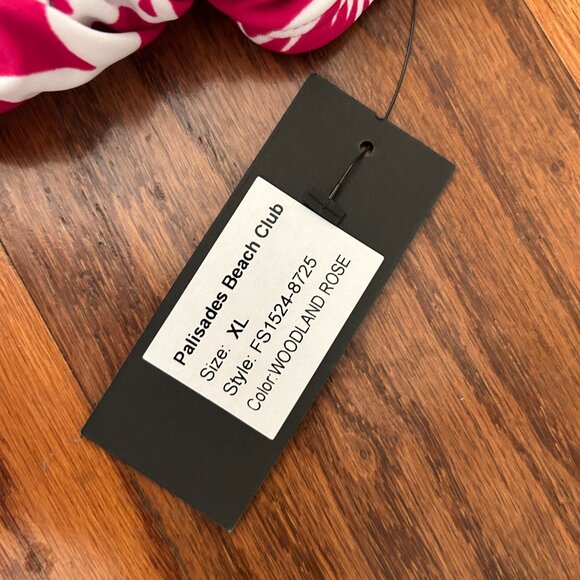 Palisades Beach Club
Size: XL
Style: FS1524-8725
Color:WOODLAND ROSE